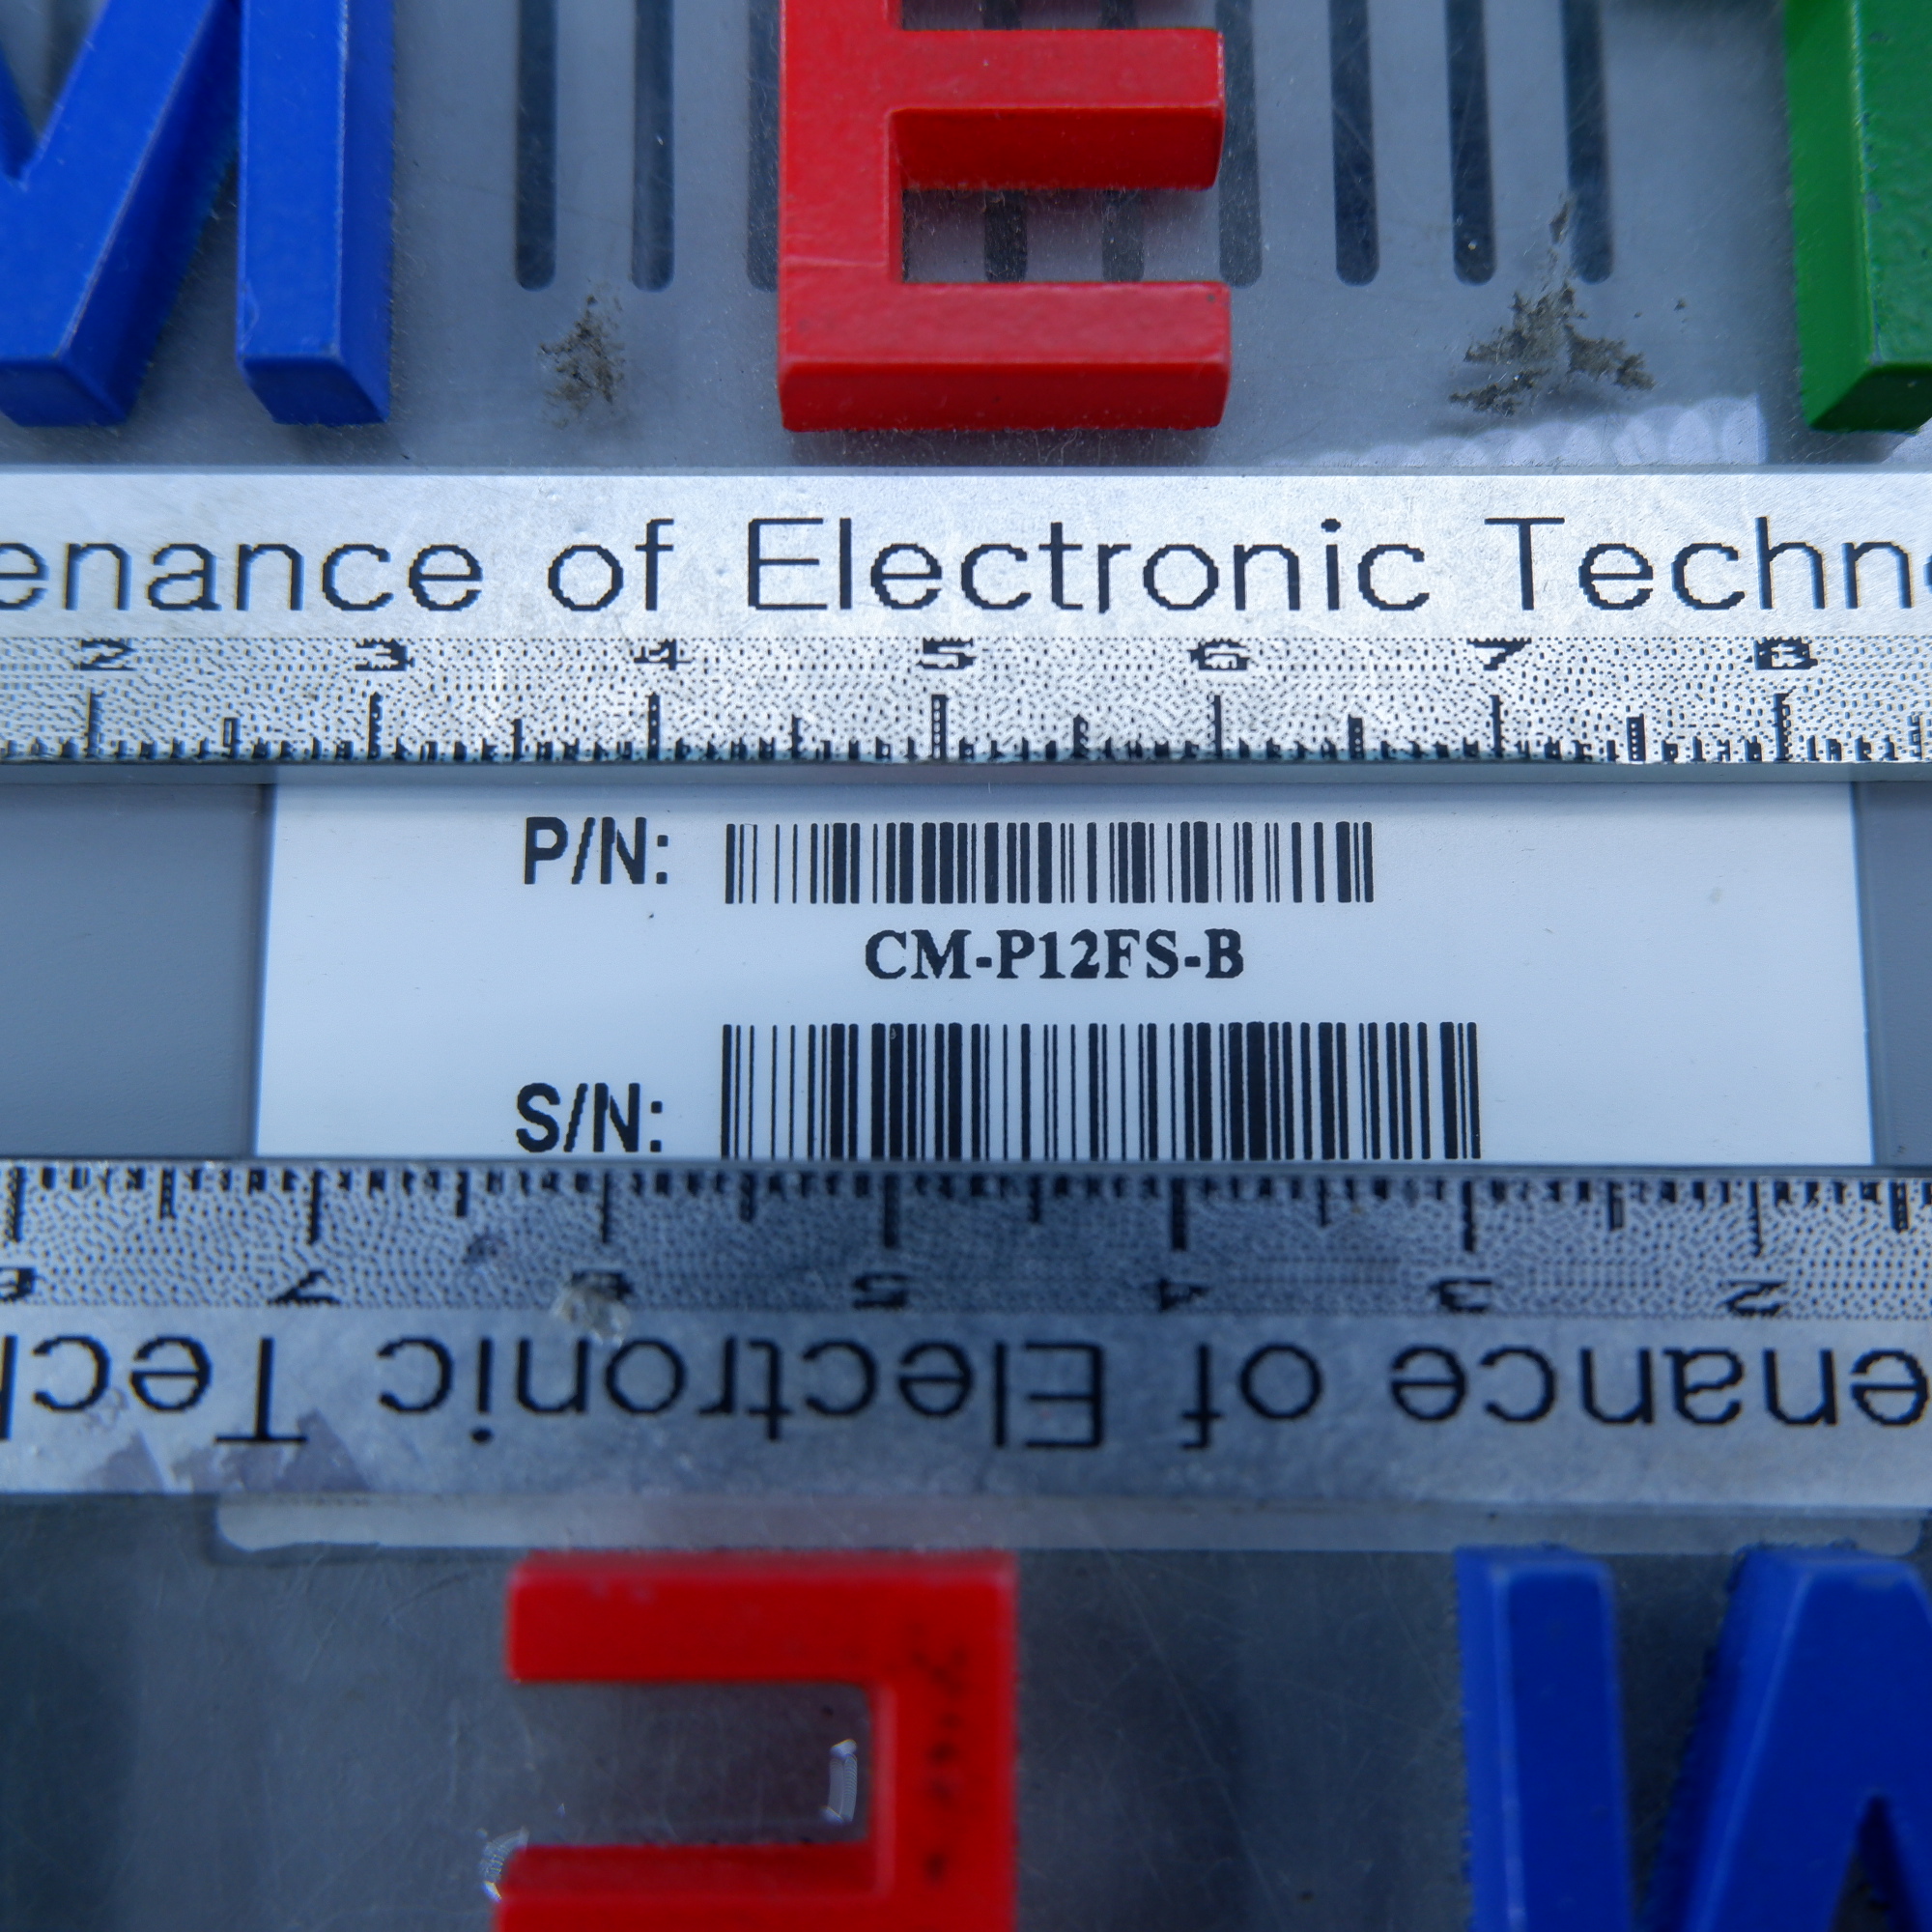 M E
enance of Electronic Techn
2 3 4 5 6 7 8
P/N:
CM-P12FS-B
S/N:
7 6 5 4 3 2
enance of Electronic Tec
E M